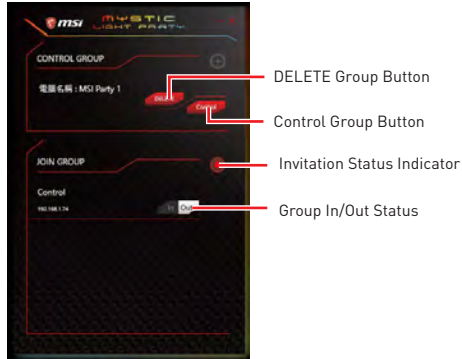 msi MYSTIC
LIGHT PARTY
CONTROL GROUP
電腦名稱 : MSI Party 1
DELETE
Control
JOIN GROUP
Control
192.168.1.74
In Out
DELETE Group Button
Control Group Button
Invitation Status Indicator
Group In/Out Status